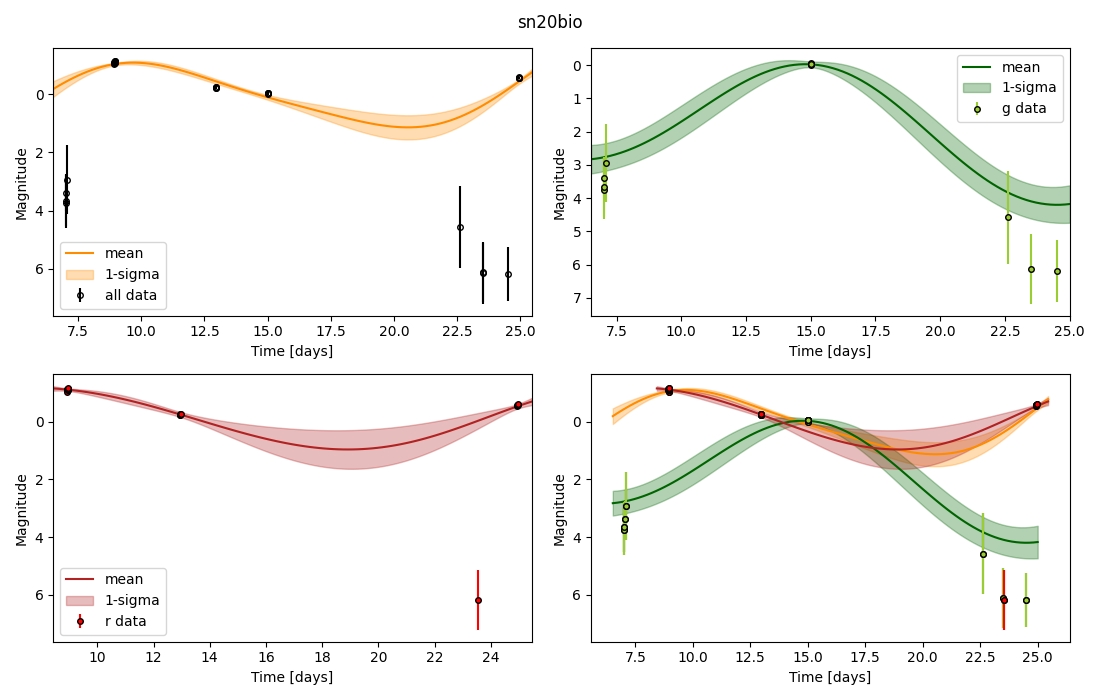 sn20bio
Magnitude
0
2
4
6
mean
1-sigma
all data
7.5 10.0 12.5 15.0 17.5 20.0 22.5 25.0
Time [days]
Magnitude
0
1
2
3
4
5
6
7
mean
1-sigma
g data
7.5 10.0 12.5 15.0 17.5 20.0 22.5 25.0
Time [days]
Magnitude
0
2
4
6
mean
1-sigma
r data
10 12 14 16 18 20 22 24
Time [days]
Magnitude
0
2
4
6
7.5 10.0 12.5 15.0 17.5 20.0 22.5 25.0
Time [days]